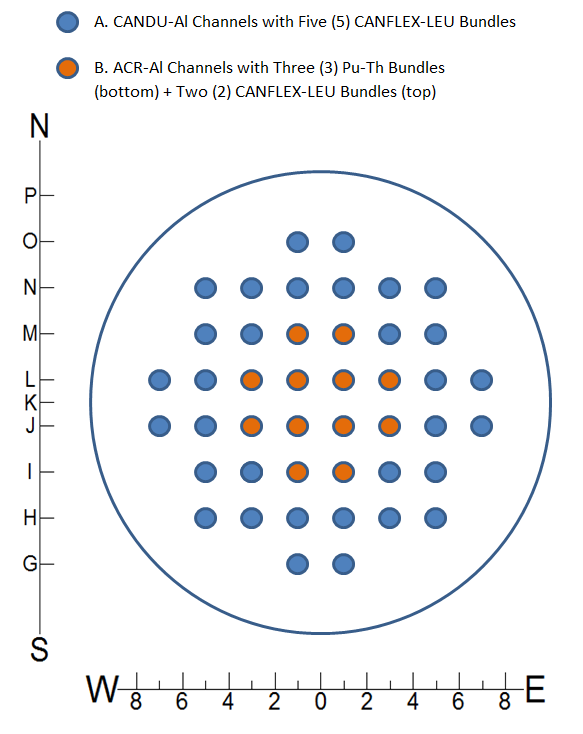 A. CANDU-Al Channels with Five (5) CANFLEX-LEU Bundles
B. ACR-Al Channels with Three (3) Pu-Th Bundles
(bottom) + Two (2) CANFLEX-LEU Bundles (top)
N
P
O
N
M
L
K
J
I
H
G
S
W 8 6 4 2 0 2 4 6 8 E